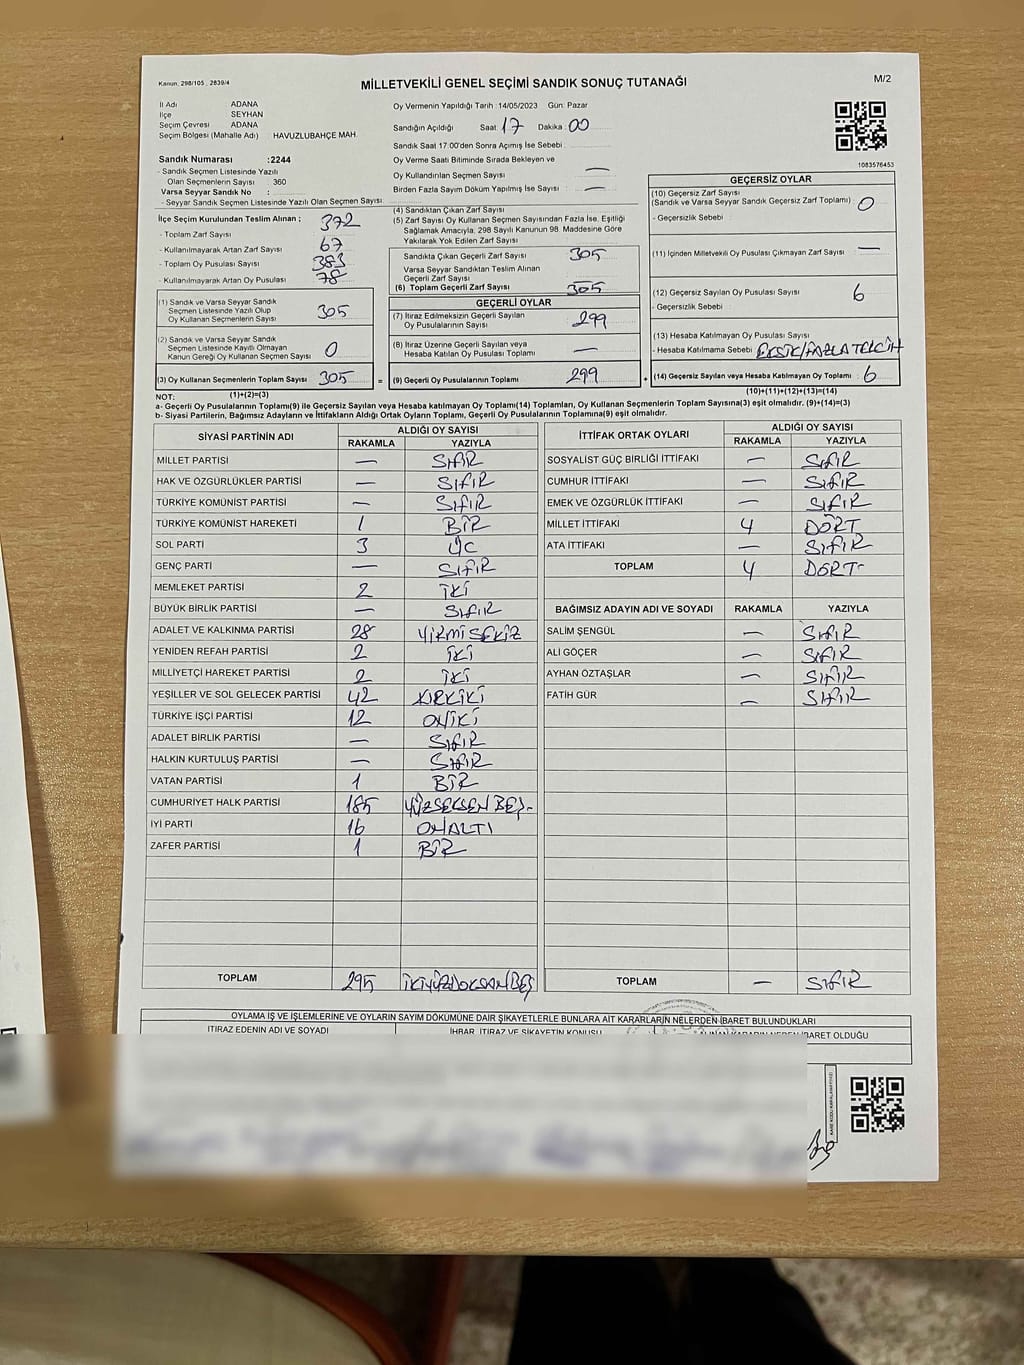 Kanun: 298/105 , 2839/4
MİLLETVEKİLİ GENEL SEÇİMİ SANDIK SONUÇ TUTANAĞI
M/2
İl Adı ADANA
İlçe SEYHAN
Seçim Çevresi ADANA
Seçim Bölgesi (Mahalle Adı) : HAVUZLUBAHÇE MAH.
Oy Vermenin Yapıldığı Tarih :14/05/2023 Gün: Pazar
Sandığın Açıldığı Saat: 17 Dakika: 00
Sandık Saat 17:00'den Sonra Açımış İse Sebebi :
Oy Verme Saati Bitiminde Sırada Bekleyen ve
Oy Kullandırılan Seçmen Sayısı : —
Birden Fazla Sayım Döküm Yapılmış İse Sayısı : —
1083576453
Sandık Numarası :2244
- Sandık Seçmen Listesinde Yazılı
Olan Seçmenlerin Sayısı : 360
Varsa Seyyar Sandık No :
- Seyyar Sandık Seçmen Listesinde Yazılı Olan Seçmen Sayısı
İlçe Seçim Kurulundan Teslim Alınan ;
- Toplam Zarf Sayısı 372
- Kullanılmayarak Artan Zarf Sayısı 67
- Toplam Oy Pusulası Sayısı 383
- Kullanılmayarak Artan Oy Pusulası 78
(1) Sandık ve Varsa Seyyar Sandık
Seçmen Listesinde Yazılı Olup
Oy Kullanan Seçmenlerin Sayısı 305
(2) Sandık ve Varsa Seyyar Sandık
Seçmen Listesinde Kayıtlı Olmayan
Kanun Gereği Oy Kullanan Seçmen Sayısı 0
(3) Oy Kullanan Seçmenlerin Toplam Sayısı 305 =
(4) Sandıktan Çıkan Zarf Sayısı
(5) Zarf Sayısı Oy Kullanan Seçmen Sayısından Fazla İse, Eşitliği
Sağlamak Amacıyla, 298 Sayılı Kanunun 98. Maddesine Göre
Yakılarak Yok Edilen Zarf Sayısı
Sandıkta Çıkan Geçerli Zarf Sayısı 305
Varsa Seyyar Sandıktan Teslim Alınan
Geçerli Zarf Sayısı
(6) Toplam Geçerli Zarf Sayısı 305
GEÇERLİ OYLAR
(7) İtiraz Edilmeksizin Geçerli Sayılan
Oy Pusulalarının Sayısı 299
(8) İtiraz Üzerine Geçerli Sayılan veya
Hesaba Katılan Oy Pusulası Toplamı —
(9) Geçerli Oy Pusulalarının Toplamı 299 +
GEÇERSİZ OYLAR
(10) Geçersiz Zarf Sayısı
(Sandık ve Varsa Seyyar Sandık Geçersiz Zarf Toplamı) 0
- Geçersizlik Sebebi :
(11) İçinden Milletvekili Oy Pusulası Çıkmayan Zarf Sayısı —
(12) Geçersiz Sayılan Oy Pusulası Sayısı 6
- Geçersizlik Sebebi :
(13) Hesaba Katılmayan Oy Pusulası Sayısı
- Hesaba Katılmama Sebebi : EKSİK/FAZLA TERCİH
(14) Geçersiz Sayılan veya Hesaba Katılmayan Oy Toplamı : 6
NOT: (1)+(2)=(3) (10)+(11)+(12)+(13)=(14)
a- Geçerli Oy Pusulalarının Toplamı(9) ile Geçersiz Sayılan veya Hesaba katılmayan Oy Toplamı(14) Toplamları, Oy Kullanan Seçmenlerin Toplam Sayısına(3) eşit olmalıdır. (9)+(14)=(3)
b- Siyasi Partilerin, Bağımsız Adayların ve İttifakların Aldığı Ortak Oyların Toplamı, Geçerli Oy Pusulalarının Toplamına(9) eşit olmalıdır.
SİYASİ PARTİNİN ADI ALDIĞI OY SAYISI
RAKAMLA YAZIYLA
MİLLET PARTİSİ — SIFIR
HAK VE ÖZGÜRLÜKLER PARTİSİ — SIFIR
TÜRKİYE KOMÜNİST PARTİSİ — SIFIR
TÜRKİYE KOMÜNİST HAREKETİ 1 BİR
SOL PARTİ 3 ÜÇ
GENÇ PARTİ — SIFIR
MEMLEKET PARTİSİ 2 İKİ
BÜYÜK BİRLİK PARTİSİ — SIFIR
ADALET VE KALKINMA PARTİSİ 28 YİRMİSEKİZ
YENİDEN REFAH PARTİSİ 2 İKİ
MİLLİYETÇİ HAREKET PARTİSİ 2 İKİ
YEŞİLLER VE SOL GELECEK PARTİSİ 42 KIRKİKİ
TÜRKİYE İŞÇİ PARTİSİ 12 ONİKİ
ADALET BİRLİK PARTİSİ — SIFIR
HALKIN KURTULUŞ PARTİSİ — SIFIR
VATAN PARTİSİ 1 BİR
CUMHURİYET HALK PARTİSİ 185 YÜZSEKSENBEŞ-
İYİ PARTİ 16 ONALTI
ZAFER PARTİSİ 1 BİR
TOPLAM 295 İKİYÜZDOKSANBEŞ
İTTİFAK ORTAK OYLARI ALDIĞI OY SAYISI
RAKAMLA YAZIYLA
SOSYALİST GÜÇ BİRLİĞİ İTTİFAKI — SIFIR
CUMHUR İTTİFAKI — SIFIR
EMEK VE ÖZGÜRLÜK İTTİFAKI — SIFIR
MİLLET İTTİFAKI 4 DÖRT
ATA İTTİFAKI — SIFIR
TOPLAM 4 DÖRT-
BAĞIMSIZ ADAYIN ADI VE SOYADI RAKAMLA YAZIYLA
SALİM ŞENGÜL — SIFIR
ALİ GÖÇER — SIFIR
AYHAN ÖZTAŞLAR — SIFIR
FATİH GÜR — SIFIR
TOPLAM — SIFIR
OYLAMA İŞ VE İŞLEMLERİNE VE OYLARIN SAYIM DÖKÜMÜNE DAİR ŞİKAYETLERLE BUNLARA AİT KARARLARIN NELERDEN İBARET BULUNDUKLARI
İTİRAZ EDENİN ADI VE SOYADI İHBAR, İTİRAZ VE ŞİKAYETİN KONUSU ALINAN KARARIN NEDEN İBARET OLDUĞU